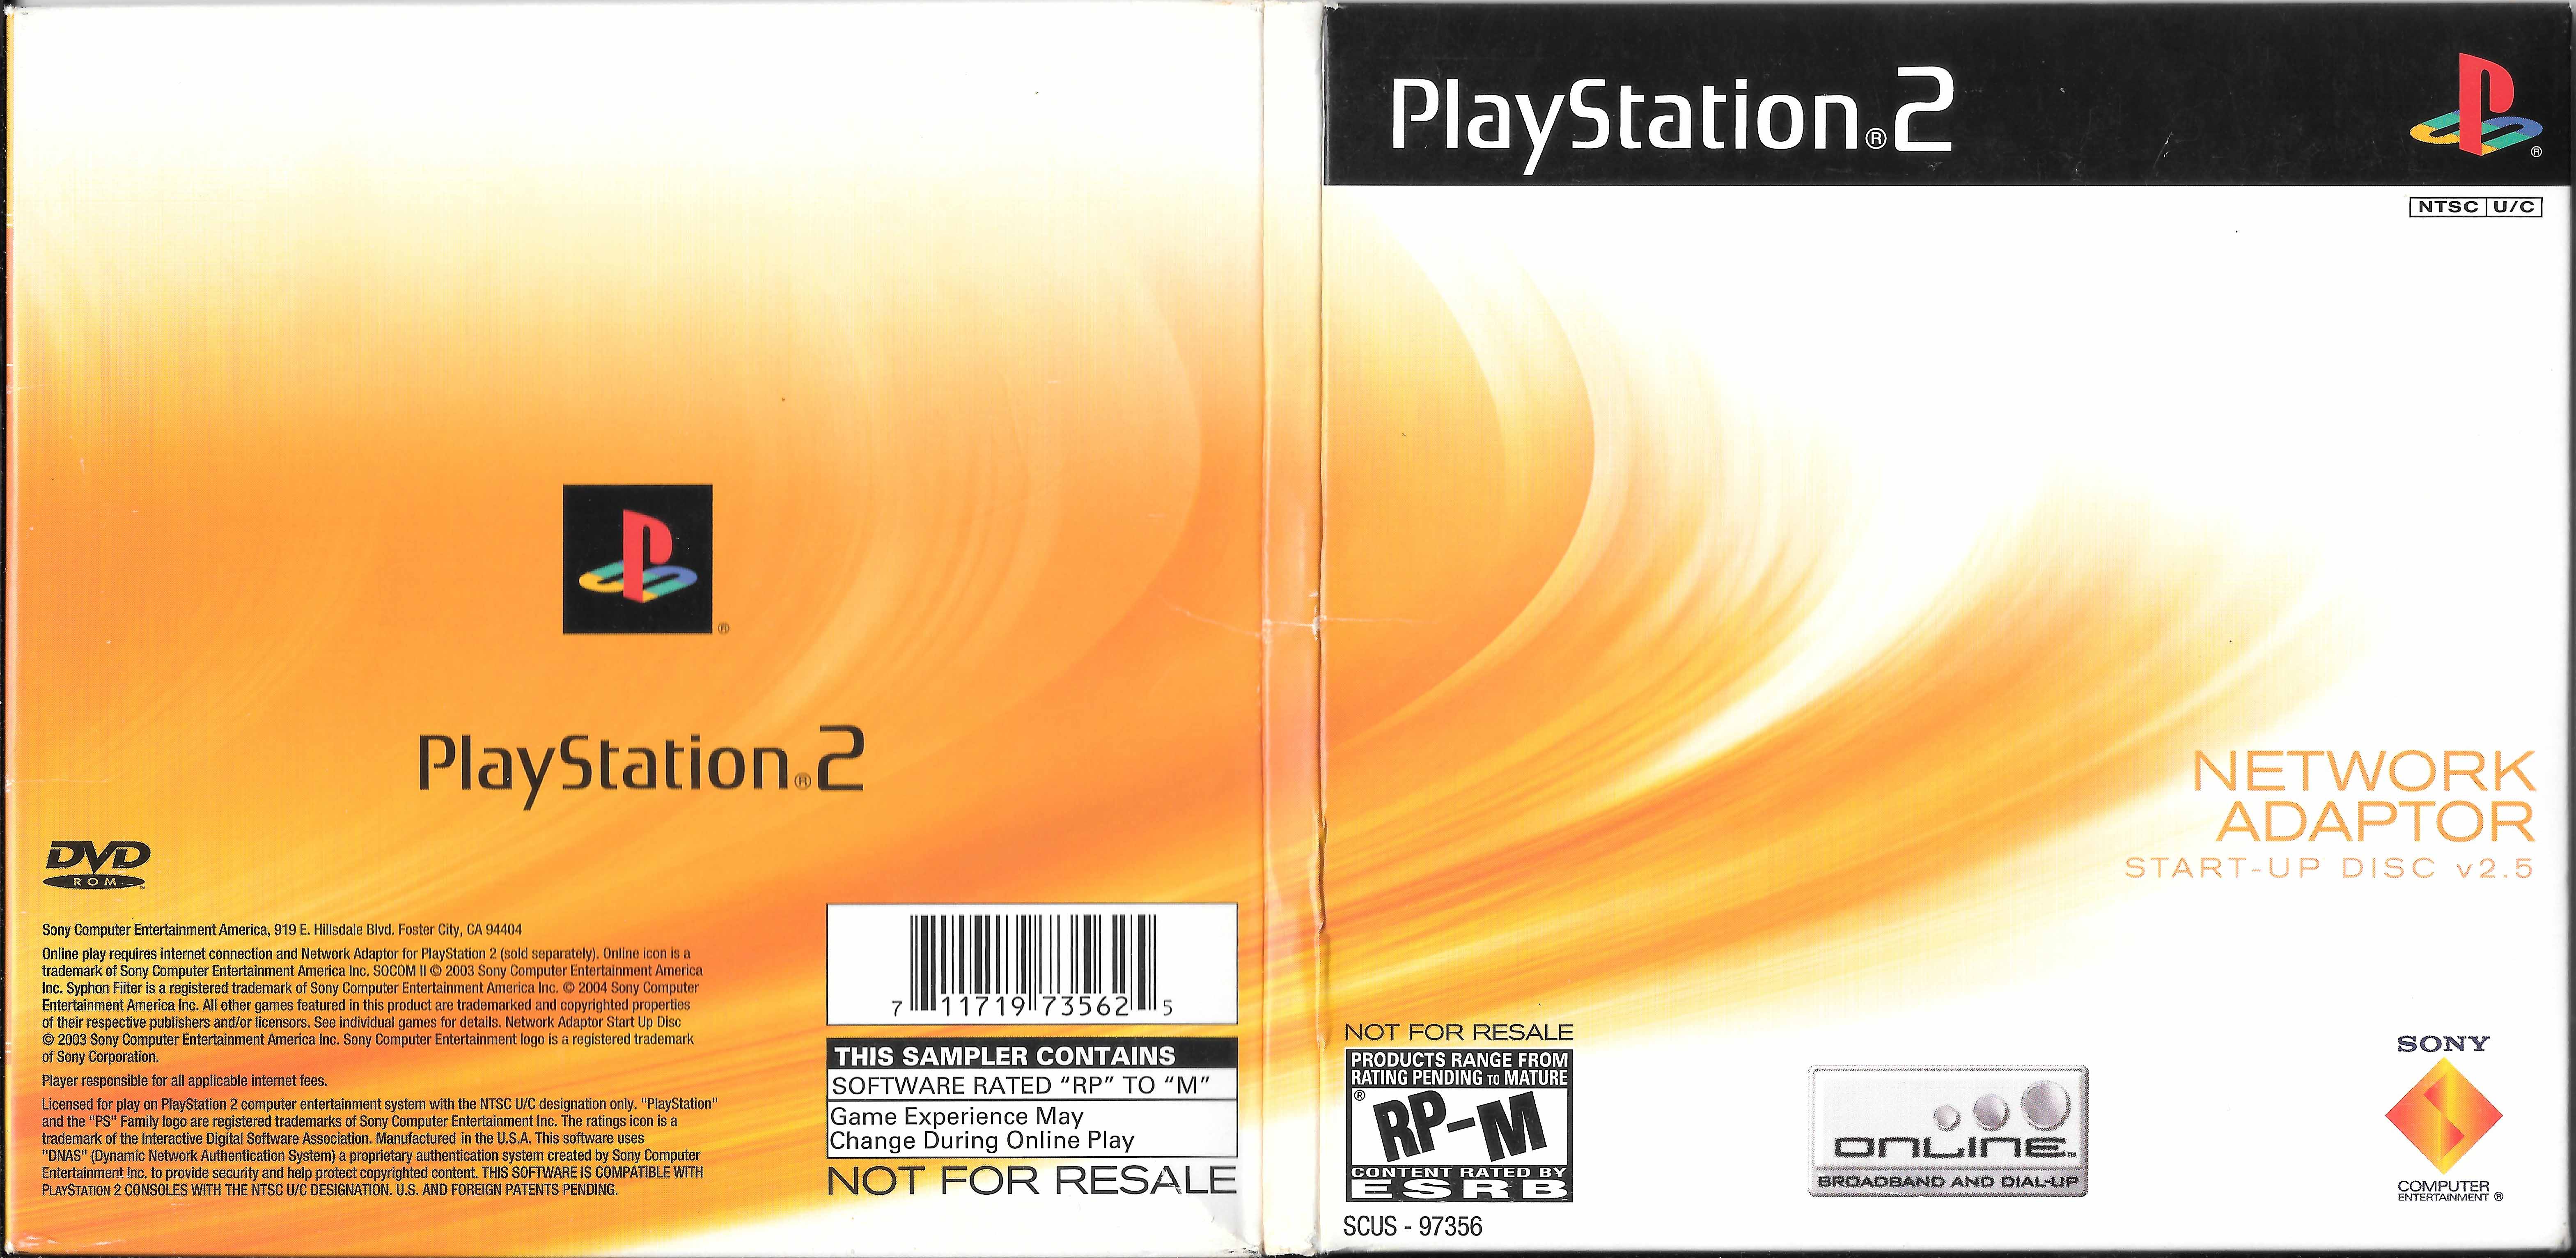 PlayStation®2
DVD
ROM™
Sony Computer Entertainment America, 919 E. Hillsdale Blvd. Foster City, CA 94404
Online play requires internet connection and Network Adaptor for PlayStation 2 (sold separately). Online icon is a
trademark of Sony Computer Entertainment America Inc. SOCOM II © 2003 Sony Computer Entertainment America
Inc. Syphon Fiiter is a registered trademark of Sony Computer Entertainment America Inc. © 2004 Sony Computer
Entertainment America Inc. All other games featured in this product are trademarked and copyrighted properties
of their respective publishers and/or licensors. See individual games for details. Network Adaptor Start Up Disc
© 2003 Sony Computer Entertainment America Inc. Sony Computer Entertainment logo is a registered trademark
of Sony Corporation.
Player responsible for all applicable internet fees.
Licensed for play on PlayStation 2 computer entertainment system with the NTSC U/C designation only. "PlayStation"
and the "PS" Family logo are registered trademarks of Sony Computer Entertainment Inc. The ratings icon is a
trademark of the Interactive Digital Software Association. Manufactured in the U.S.A. This software uses
"DNAS" (Dynamic Network Authentication System) a proprietary authentication system created by Sony Computer
Entertainment Inc. to provide security and help protect copyrighted content. THIS SOFTWARE IS COMPATIBLE WITH
PLAYSTATION 2 CONSOLES WITH THE NTSC U/C DESIGNATION. U.S. AND FOREIGN PATENTS PENDING.
7 11719 73562 5
THIS SAMPLER CONTAINS
SOFTWARE RATED “RP” TO “M”
Game Experience May
Change During Online Play
NOT FOR RESALE
PlayStation®2
NTSC U/C
NETWORK
ADAPTOR
START-UP DISC v2.5
NOT FOR RESALE
PRODUCTS RANGE FROM
RATING PENDING TO MATURE
RP-M
CONTENT RATED BY
ESRB
SCUS - 97356
ONLINE™
BROADBAND AND DIAL-UP
SONY
COMPUTER
ENTERTAINMENT ®